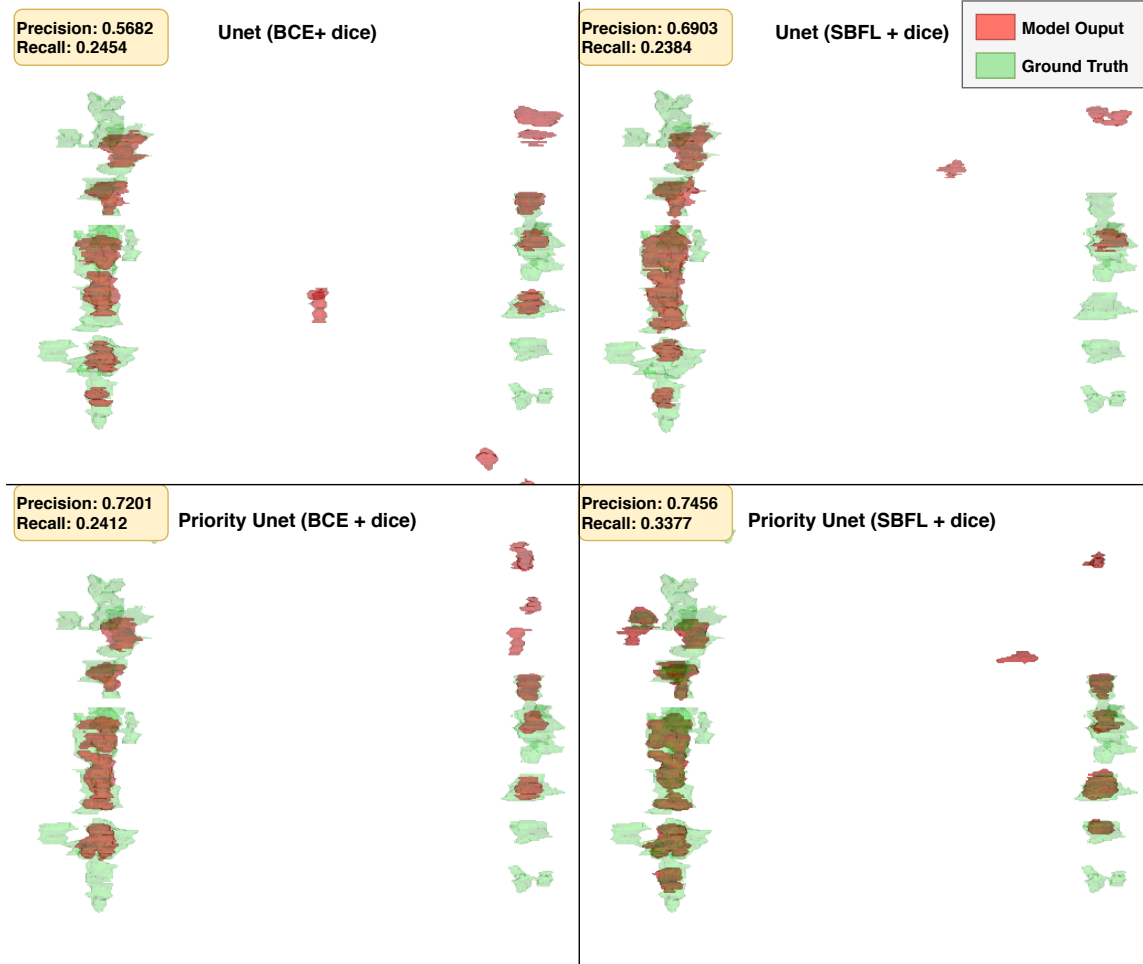 Precision: 0.5682
Recall: 0.2454
Unet (BCE+ dice)
Precision: 0.6903
Recall: 0.2384
Unet (SBFL + dice)
Model Ouput
Ground Truth
Precision: 0.7201
Recall: 0.2412
Priority Unet (BCE + dice)
Precision: 0.7456
Recall: 0.3377
Priority Unet (SBFL + dice)